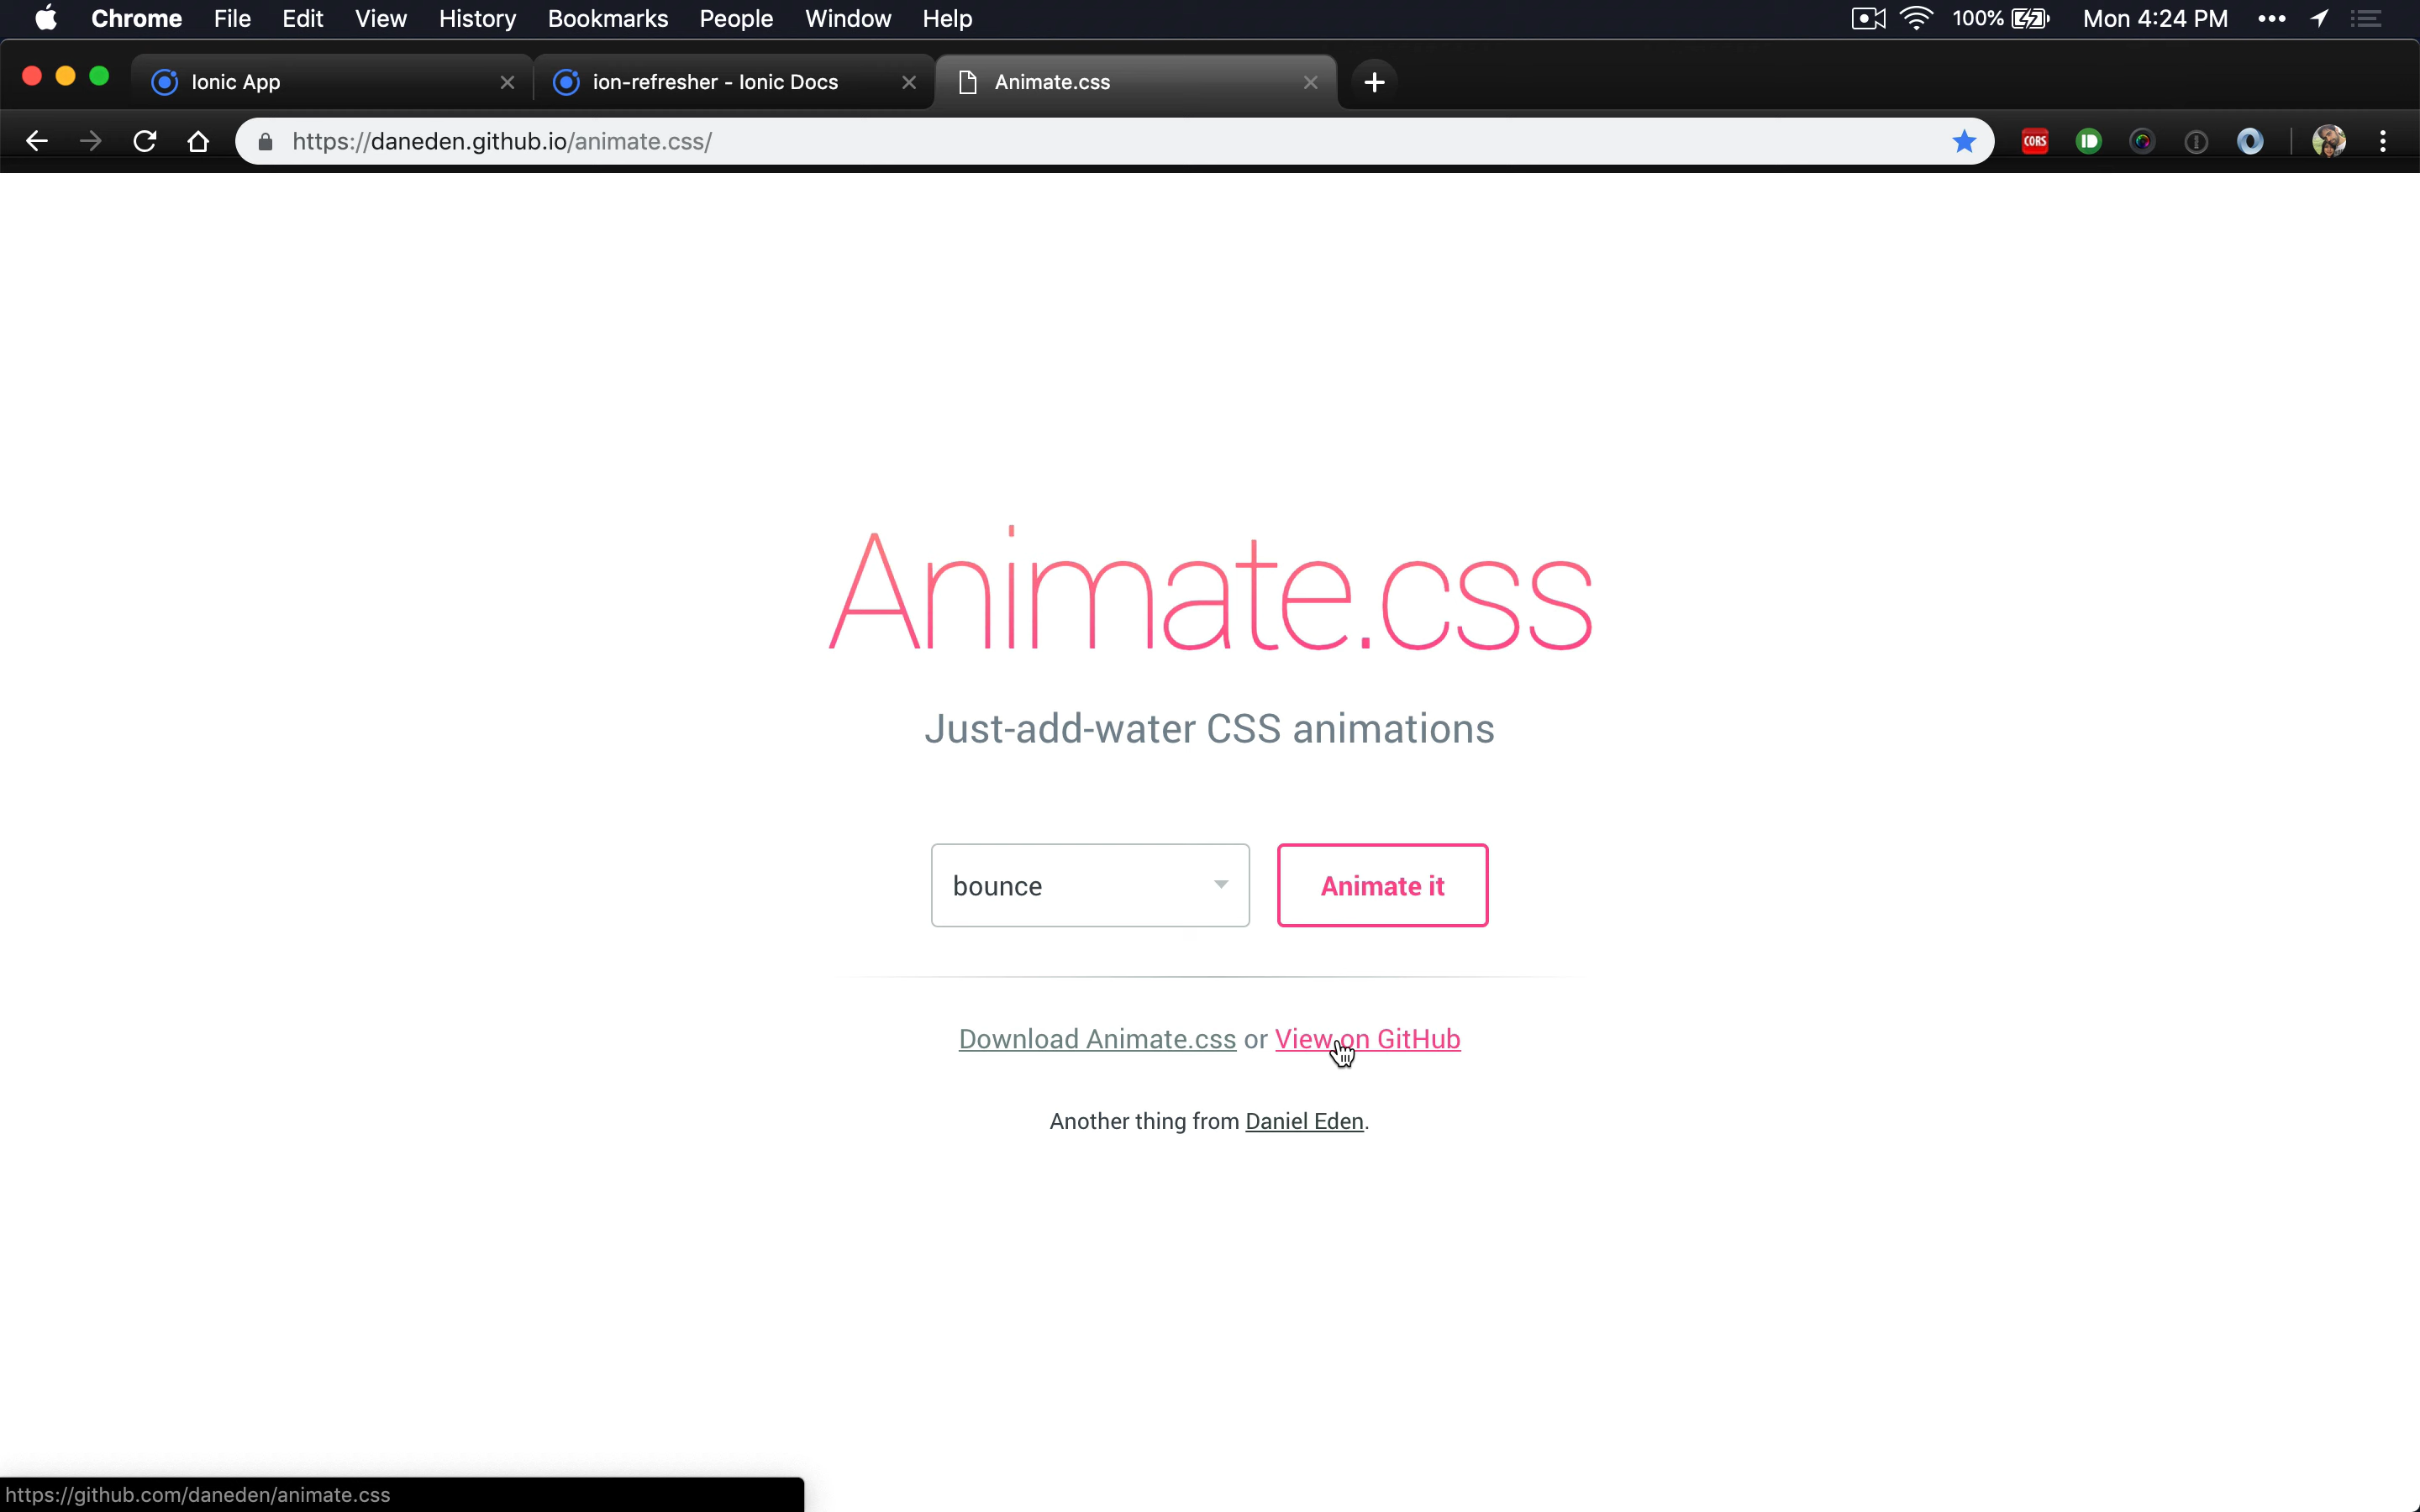 Chrome File Edit View History Bookmarks People Window Help 100% Mon 4:24 PM
Ionic App ion-refresher - Ionic Docs Animate.css
https://daneden.github.io/animate.css/ CORS
Animate.css
Just-add-water CSS animations
bounce Animate it
Download Animate.css or View on GitHub
Another thing from Daniel Eden.
https://github.com/daneden/animate.css